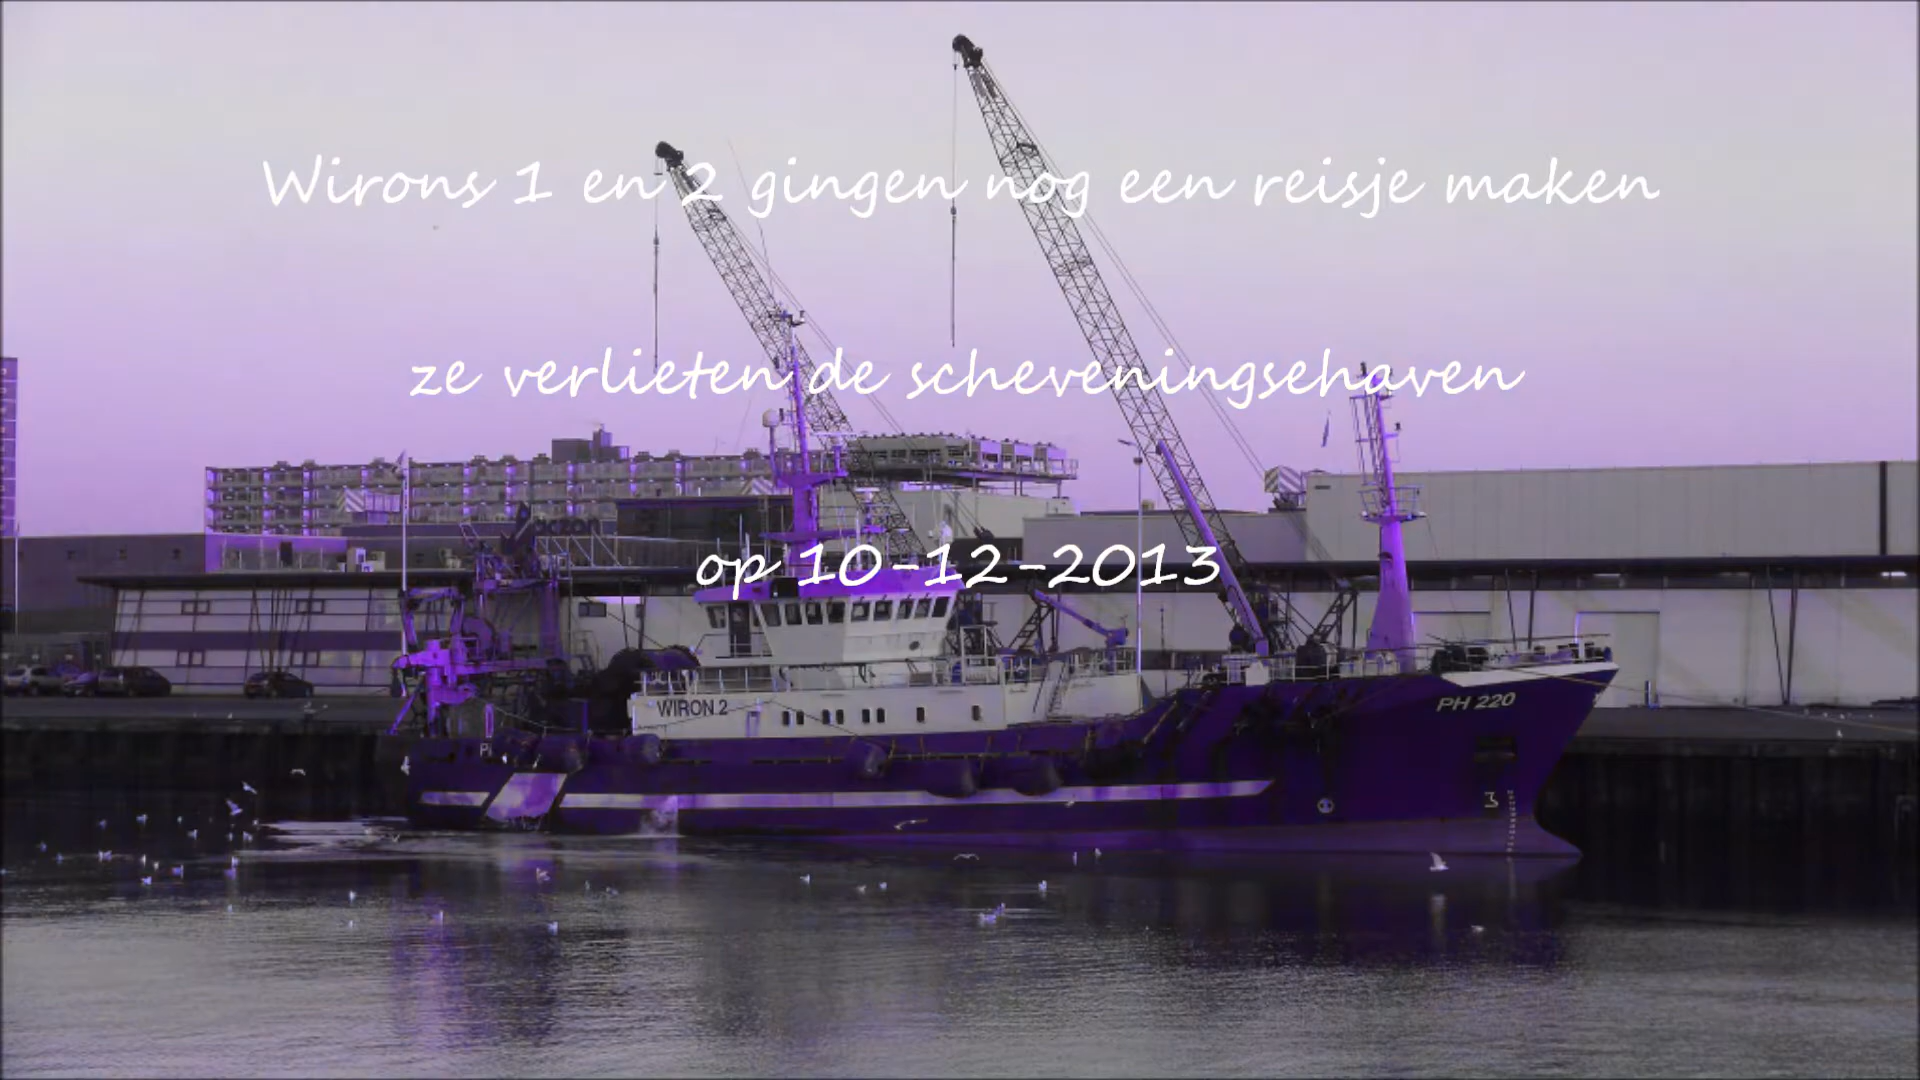 Wirons 1 en 2 gingen nog een reisje maken
ze verlieten de scheveningsehaven
op 10-12-2013
WIRON 2
PH 220